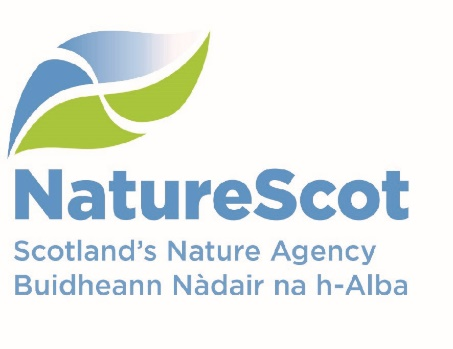 NatureScot
Scotland's Nature Agency
Buidheann Nàdair na h-Alba